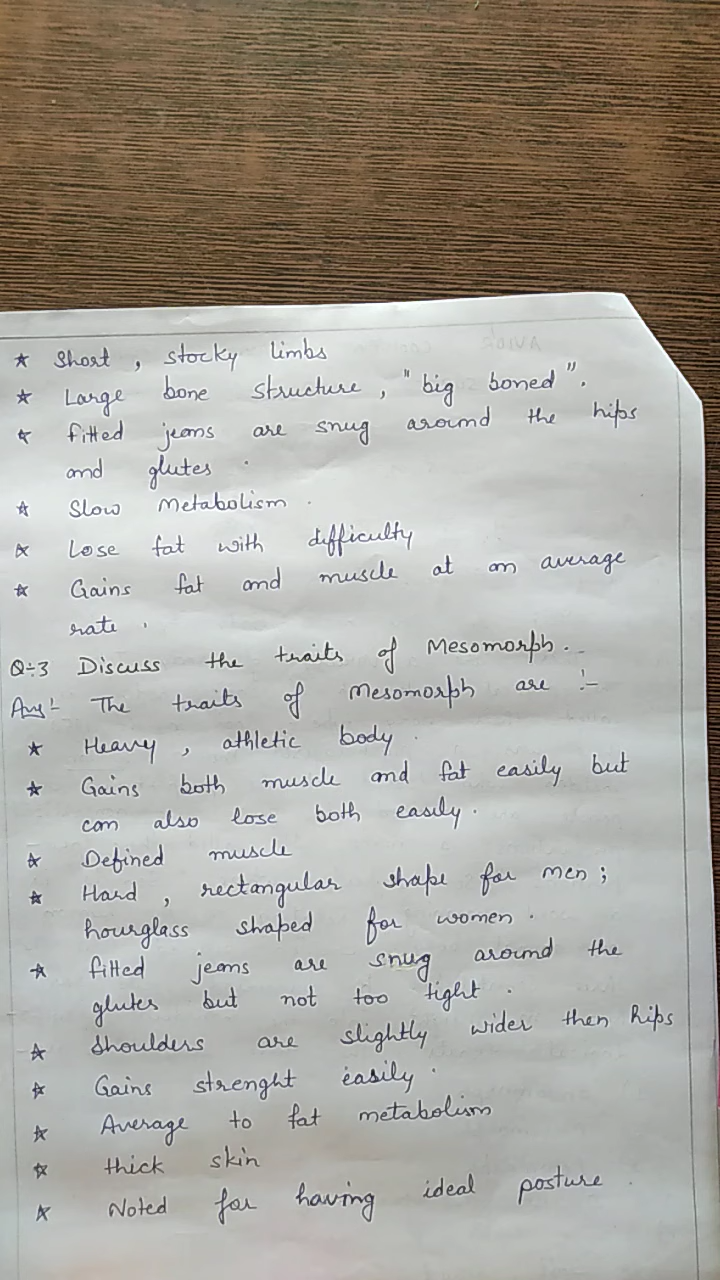 ★ Short , stocky limbs
★ Large bone structure , "big boned".
★ fitted jeans are snug around the hips
and glutes .
★ Slow Metabolism .
★ Lose fat with difficulty
★ Gains fat and muscle at an average
rate .
Q÷3 Discuss the traits of Mesomorph.
Ans:- The traits of Mesomorph are :-
★ Heavy , athletic body .
★ Gains both muscle and fat easily but
can also lose both easily .
★ Defined muscle
★ Hard , rectangular shape for men ;
hourglass shaped for women .
★ fitted jeans are snug around the
glutes but not too tight .
★ Shoulders are slightly wider then hips
★ Gains strenght easily .
★ Average to fat metabolism
★ thick skin
★ Noted for having ideal posture .